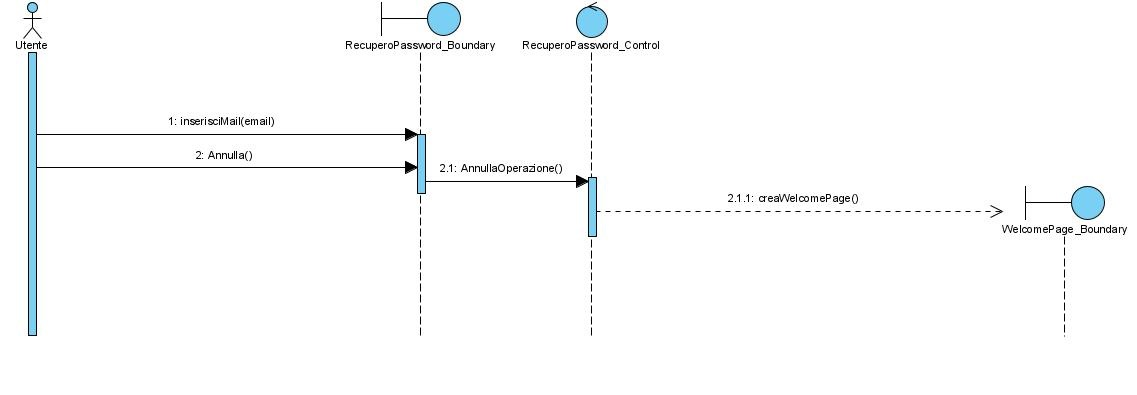 Utente
RecuperoPassword_Boundary
RecuperoPassword_Control
1: inserisciMail(email)
2: Annulla()
2.1: AnnullaOperazione()
2.1.1: creaWelcomePage()
WelcomePage_Boundary